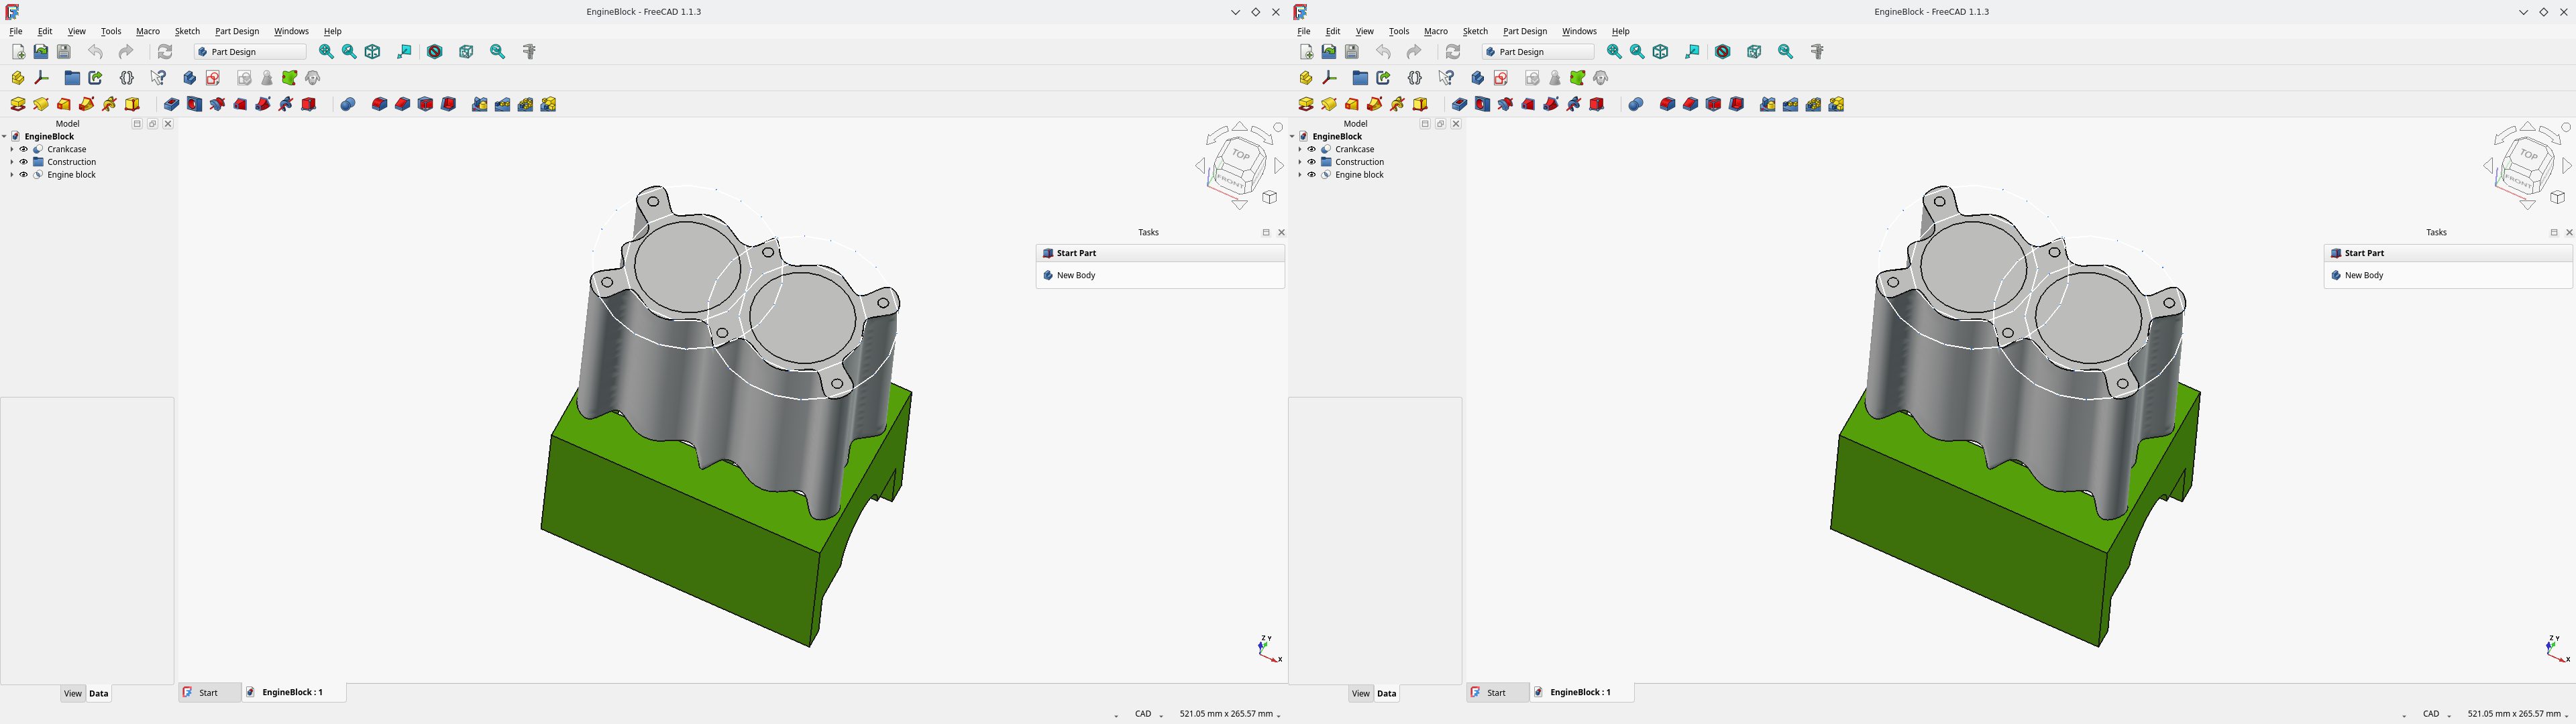 EngineBlock - FreeCAD 1.1.3
File Edit View Tools Macro Sketch Part Design Windows Help
Part Design
Model
EngineBlock
Crankcase
Construction
Engine block
TOP
FRONT
Tasks
Start Part
New Body
Z Y
X
View Data
Start
EngineBlock : 1
CAD
521.05 mm x 265.57 mm
EngineBlock - FreeCAD 1.1.3
File Edit View Tools Macro Sketch Part Design Windows Help
Part Design
Model
EngineBlock
Crankcase
Construction
Engine block
TOP
FRONT
Tasks
Start Part
New Body
Z Y
X
View Data
Start
EngineBlock : 1
CAD
521.05 mm x 265.57 mm